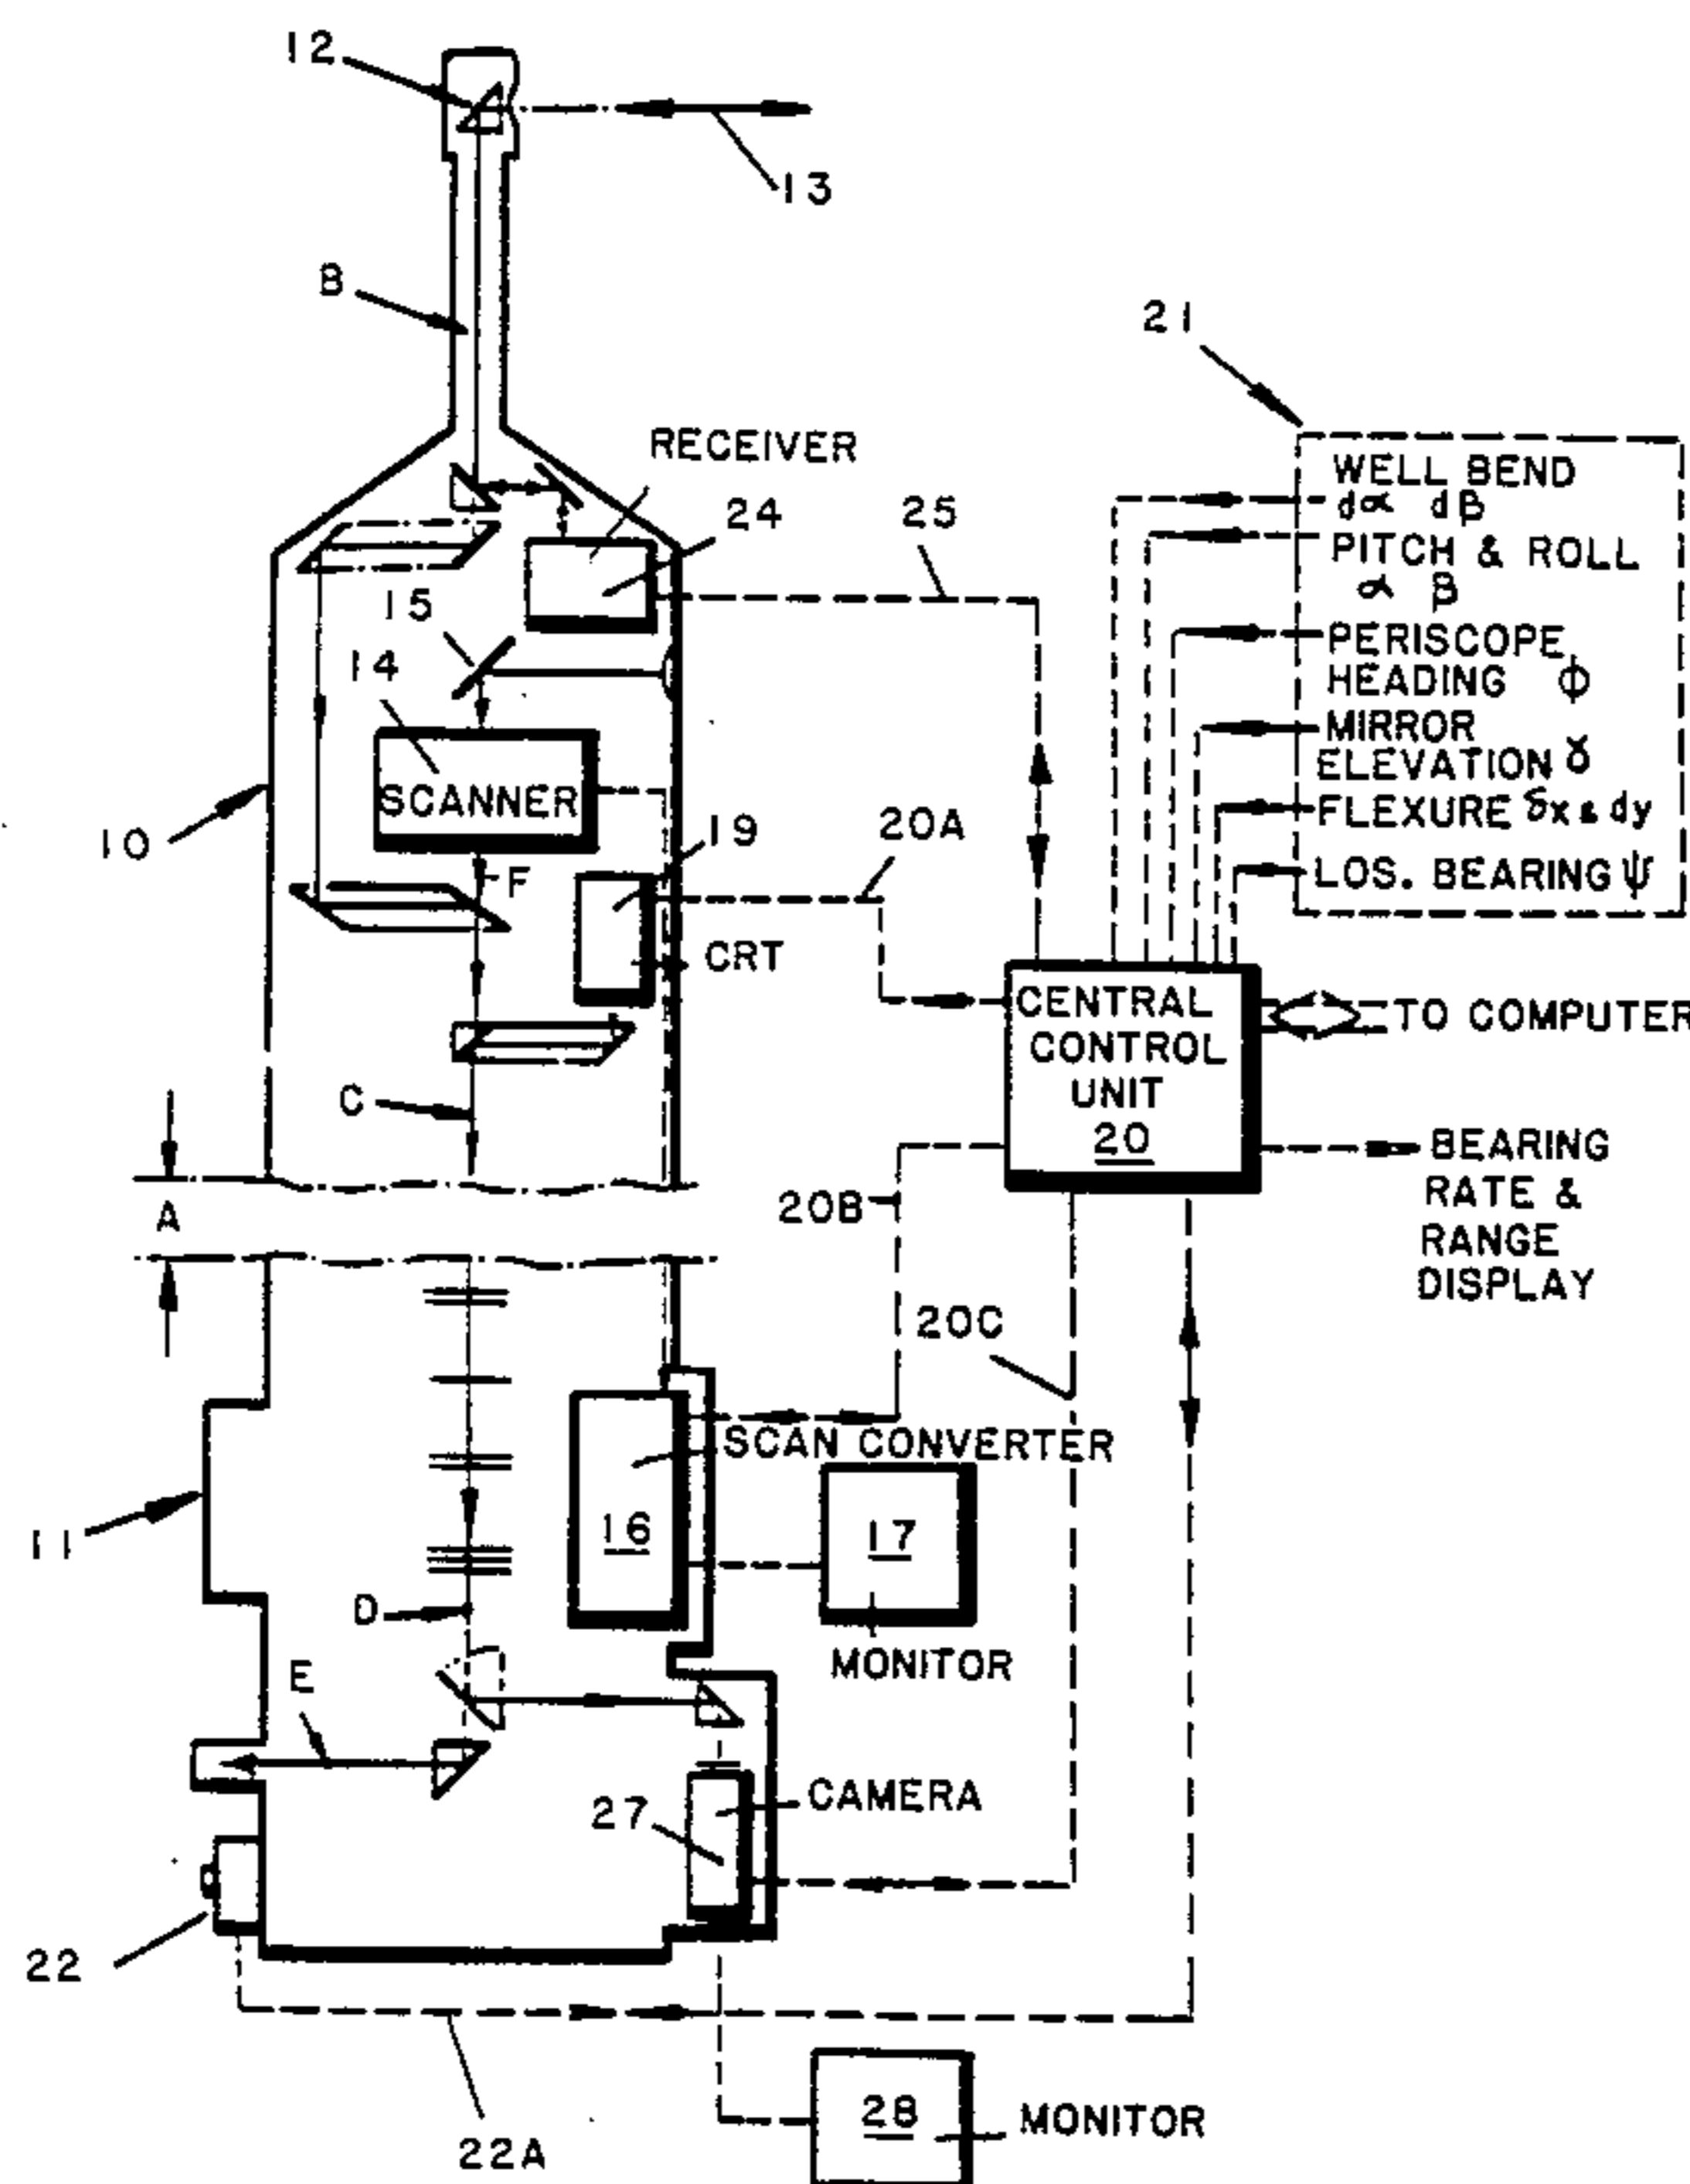 12
13
B
21
RECEIVER
24
25
WELL BEND
dα dβ
PITCH & ROLL
α β
PERISCOPE
HEADING Φ
MIRROR
ELEVATION γ
FLEXURE δx & dy
LOS. BEARING Ψ
15
14
SCANNER
10
19
20A
F
CRT
CENTRAL
CONTROL
UNIT
20
TO COMPUTER
C
A
20B
BEARING
RATE &
RANGE
DISPLAY
20C
SCAN CONVERTER
11
16
17
D
MONITOR
E
CAMERA
27
22
22A
28
MONITOR